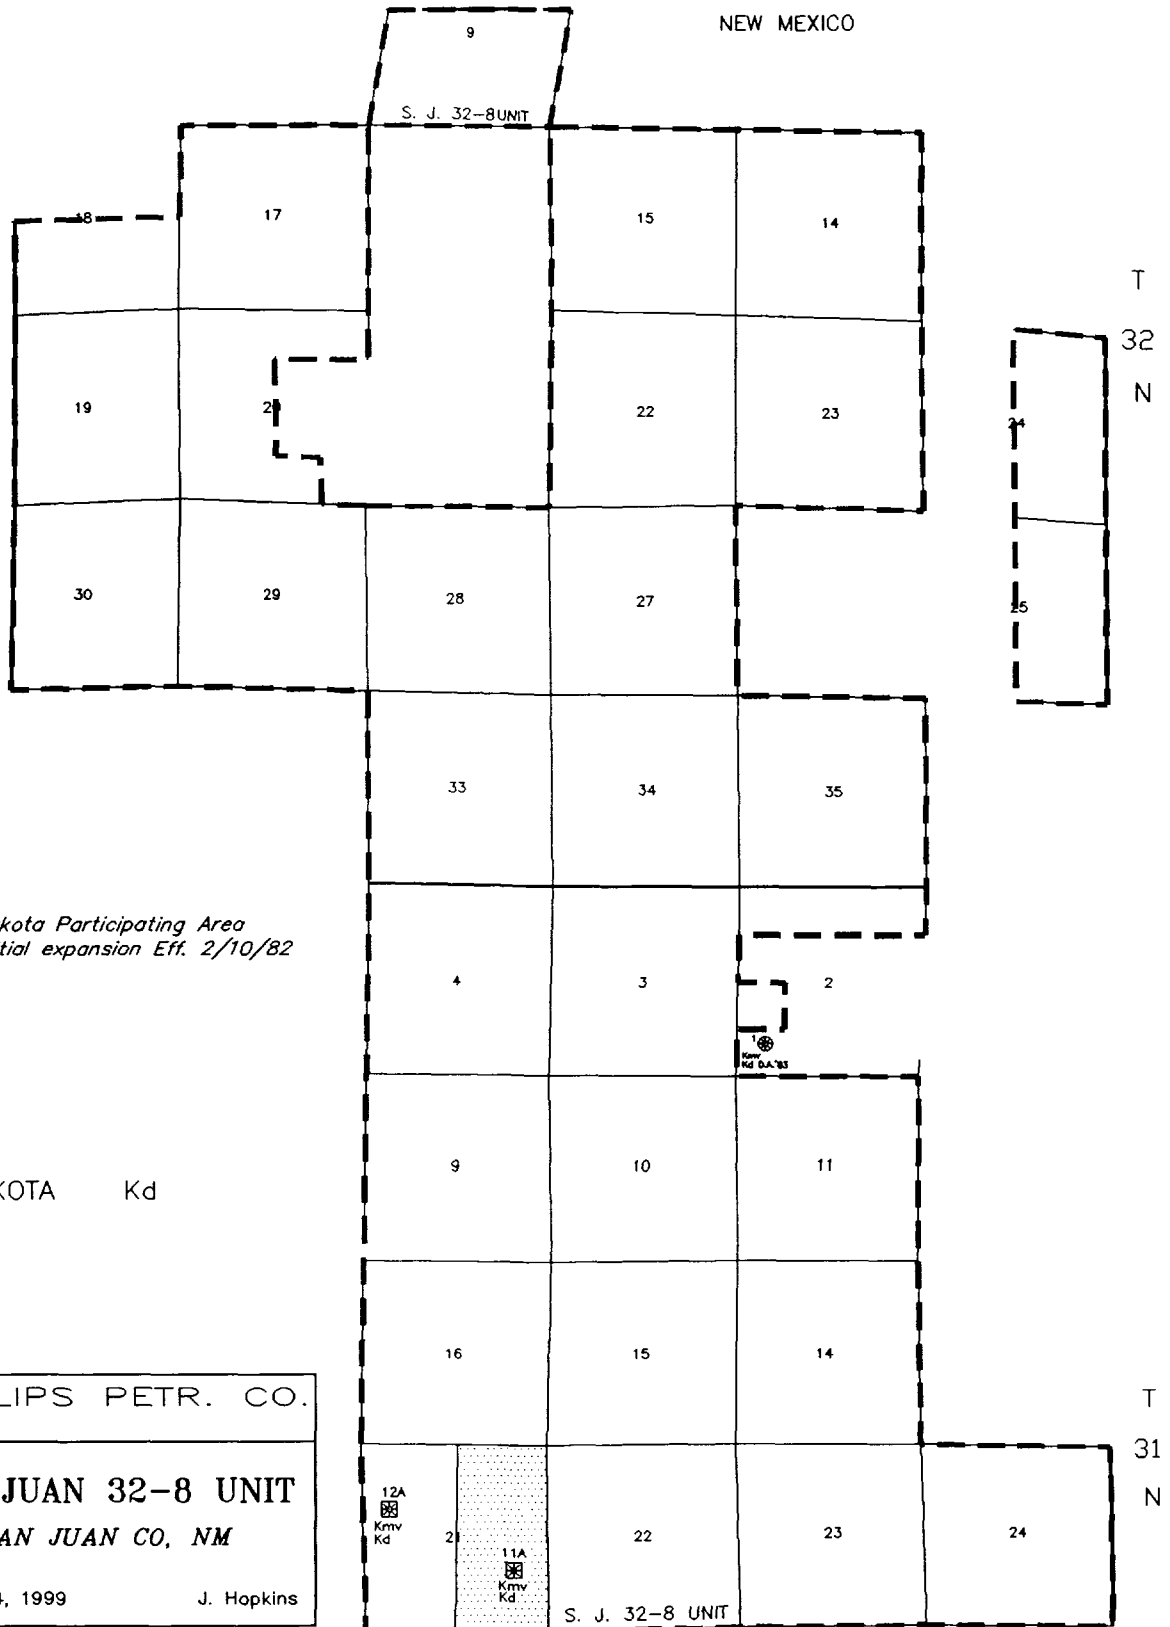 NEW MEXICO
9
S. J. 32-8 UNIT
18
17
15
14
T
32
N
19
20
22
23
24
30
29
28
27
25
33
34
35
kota Participating Area
tial expansion Eff. 2/10/82
4
3
2
1
Kmv
Kd D.A.'83
KOTA Kd
9
10
11
16
15
14
LIPS PETR. CO.
JUAN 32-8 UNIT
AN JUAN CO, NM
, 1999 J. Hopkins
T
31
N
12A
Kmv
Kd
21
11A
Kmv
Kd
22
23
24
S. J. 32-8 UNIT